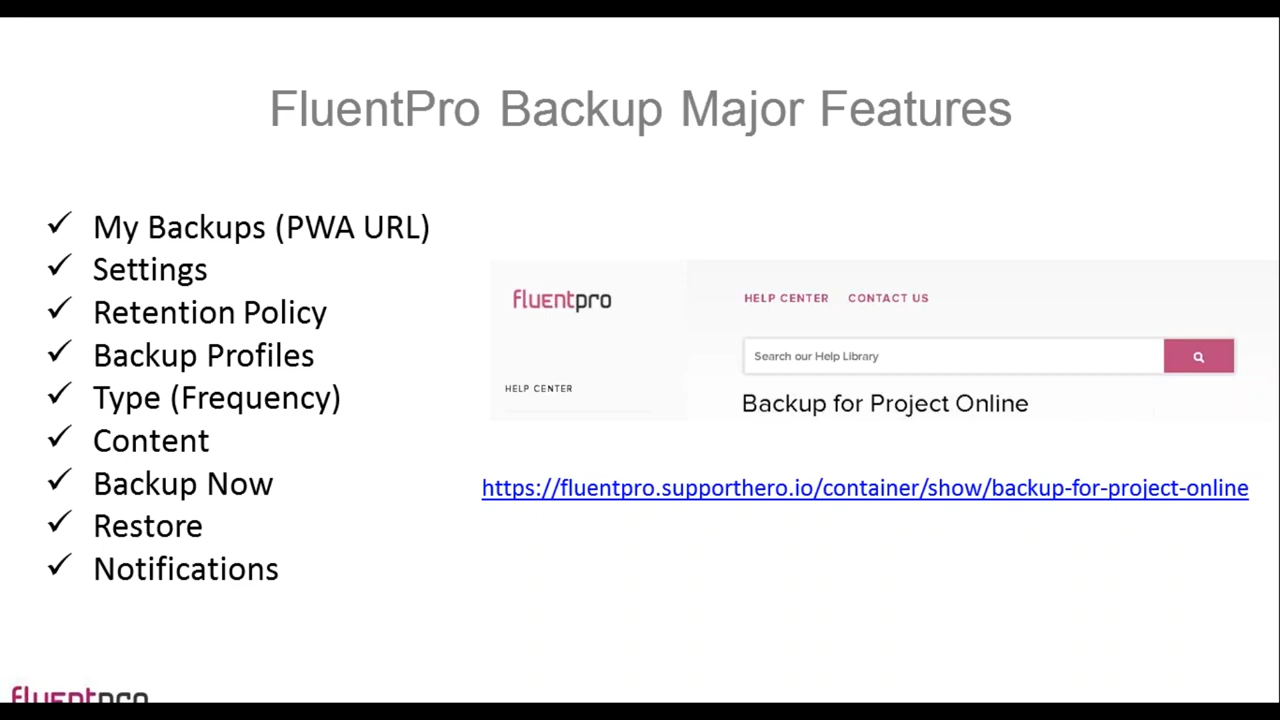 FluentPro Backup Major Features
✓ My Backups (PWA URL)
✓ Settings
✓ Retention Policy
✓ Backup Profiles
✓ Type (Frequency)
✓ Content
✓ Backup Now
✓ Restore
✓ Notifications
fluentpro
HELP CENTER CONTACT US
Search our Help Library
HELP CENTER
Backup for Project Online
https://fluentpro.supporthero.io/container/show/backup-for-project-online
fluentpro